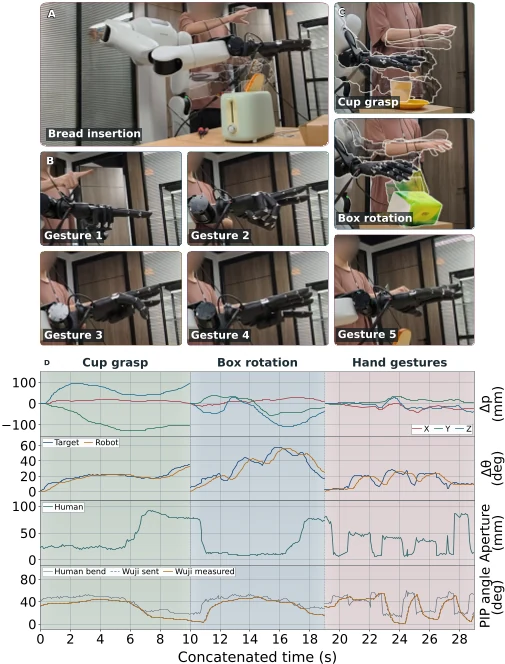 A
Bread insertion
C
Cup grasp
Box rotation
B
Gesture 1
Gesture 2
Gesture 3
Gesture 4
Gesture 5
D
Cup grasp Box rotation Hand gestures
100
0
−100
X Y Z
Δp
(mm)
60
40
20
0
Target Robot
Δθ
(deg)
100
50
0
Human
Aperture
(mm)
80
40
0
Human bend Wuji sent Wuji measured
PIP angle
(deg)
0 2 4 6 8 10 12 14 16 18 20 22 24 26 28
Concatenated time (s)